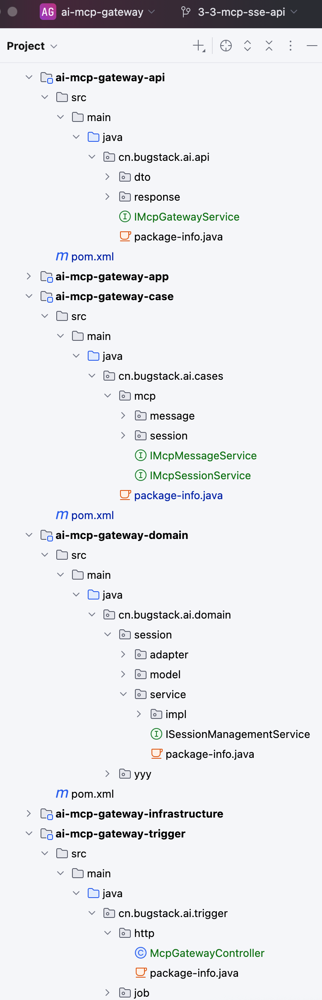 AG ai-mcp-gateway 3-3-mcp-sse-api
Project
ai-mcp-gateway-api
src
main
java
cn.bugstack.ai.api
dto
response
IMcpGatewayService
package-info.java
pom.xml
ai-mcp-gateway-app
ai-mcp-gateway-case
src
main
java
cn.bugstack.ai.cases
mcp
message
session
IMcpMessageService
IMcpSessionService
package-info.java
pom.xml
ai-mcp-gateway-domain
src
main
java
cn.bugstack.ai.domain
session
adapter
model
service
impl
ISessionManagementService
package-info.java
yyy
pom.xml
ai-mcp-gateway-infrastructure
ai-mcp-gateway-trigger
src
main
java
cn.bugstack.ai.trigger
http
McpGatewayController
package-info.java
job